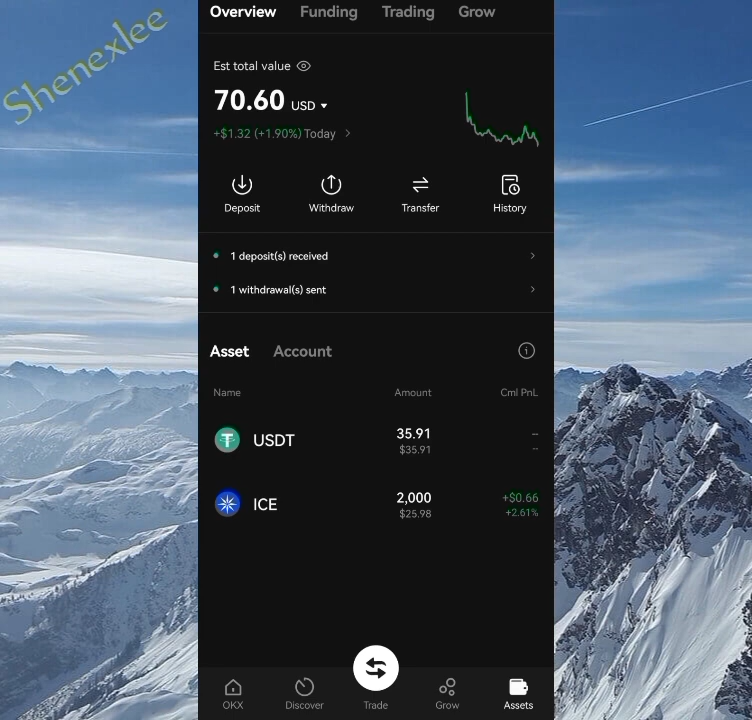 Shenexlee
Overview Funding Trading Grow
Est total value
70.60 USD
+$1.32 (+1.90%) Today
Deposit Withdraw Transfer History
1 deposit(s) received
1 withdrawal(s) sent
Asset Account
Name Amount Cml PnL
USDT 35.91 --
$35.91 --
ICE 2,000 +$0.66
$25.98 +2.61%
OKX Discover Trade Grow Assets